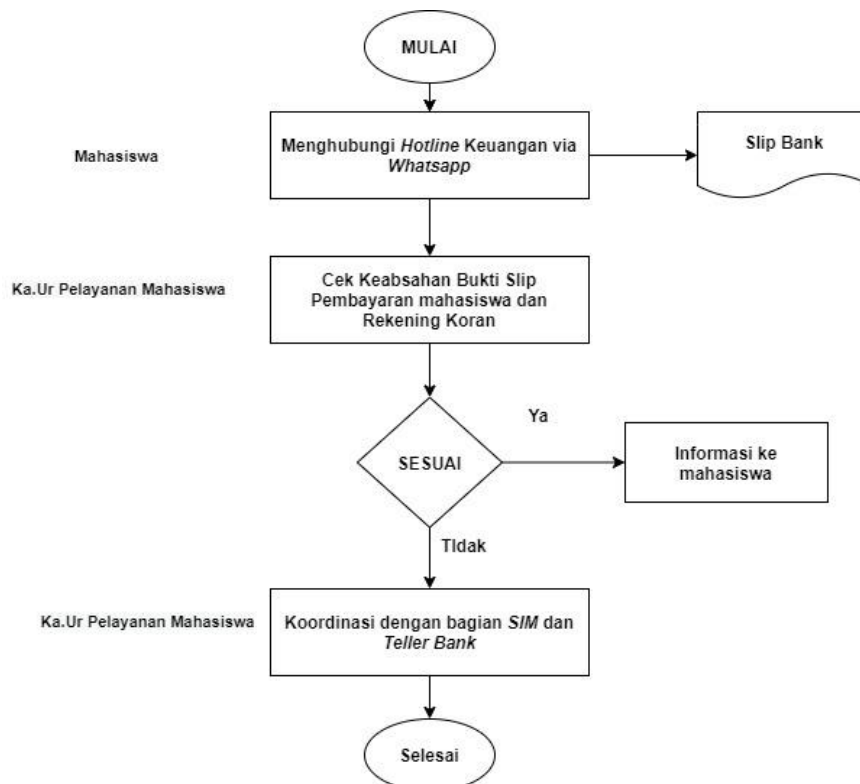 MULAI
Mahasiswa
Menghubungi Hotline Keuangan via
Whatsapp
Slip Bank
Ka.Ur Pelayanan Mahasiswa
Cek Keabsahan Bukti Slip
Pembayaran mahasiswa dan
Rekening Koran
Ya
SESUAI
Informasi ke
mahasiswa
TIdak
Ka.Ur Pelayanan Mahasiswa
Koordinasi dengan bagian SIM dan
Teller Bank
Selesai